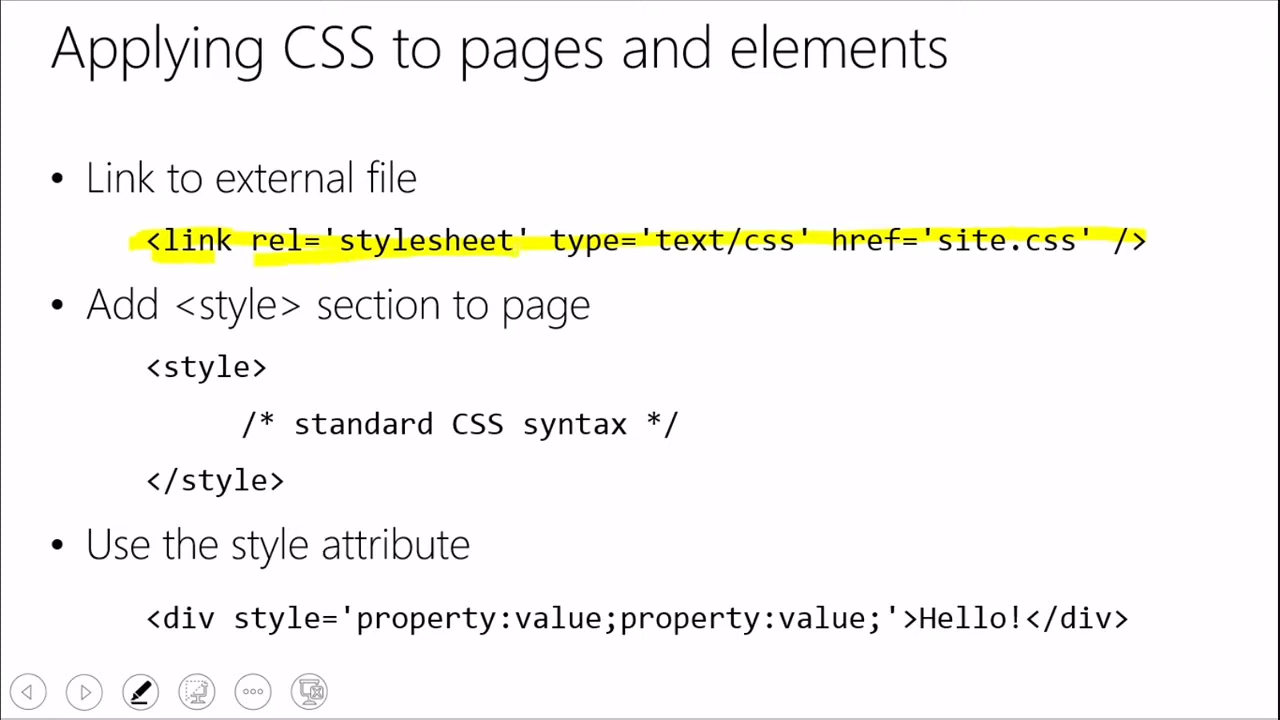 Applying CSS to pages and elements
• Link to external file
<link rel='stylesheet' type='text/css' href='site.css' />
• Add <style> section to page
<style>
/* standard CSS syntax */
</style>
• Use the style attribute
<div style='property:value;property:value;'>Hello!</div>